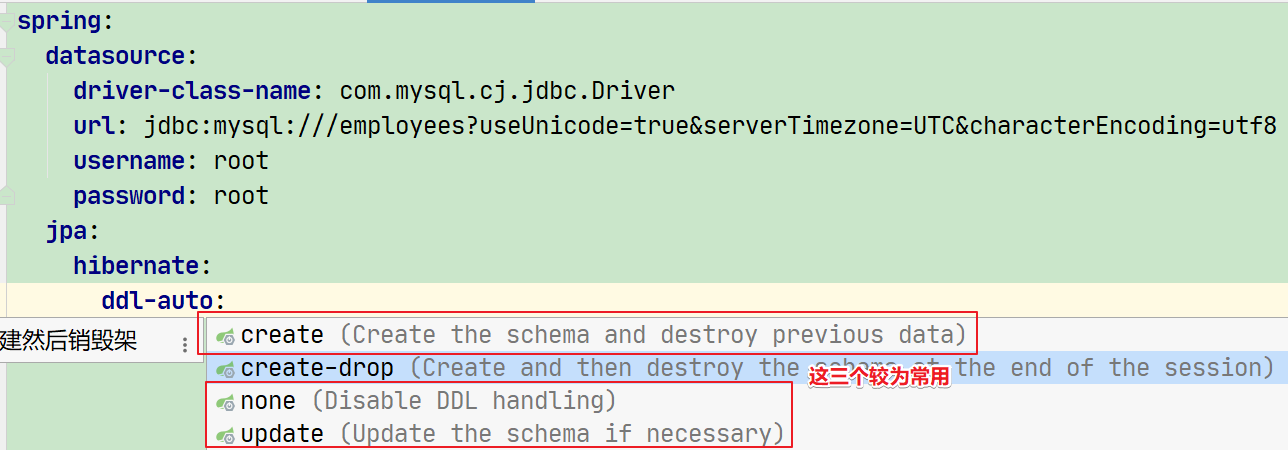 spring:
datasource:
driver-class-name: com.mysql.cj.jdbc.Driver
url: jdbc:mysql:///employees?useUnicode=true&serverTimezone=UTC&characterEncoding=utf8
username: root
password: root
jpa:
hibernate:
ddl-auto:
建然后销毁架
create (Create the schema and destroy previous data)
create-drop (Create and then destroy the schema at the end of the session)
这三个较为常用
none (Disable DDL handling)
update (Update the schema if necessary)